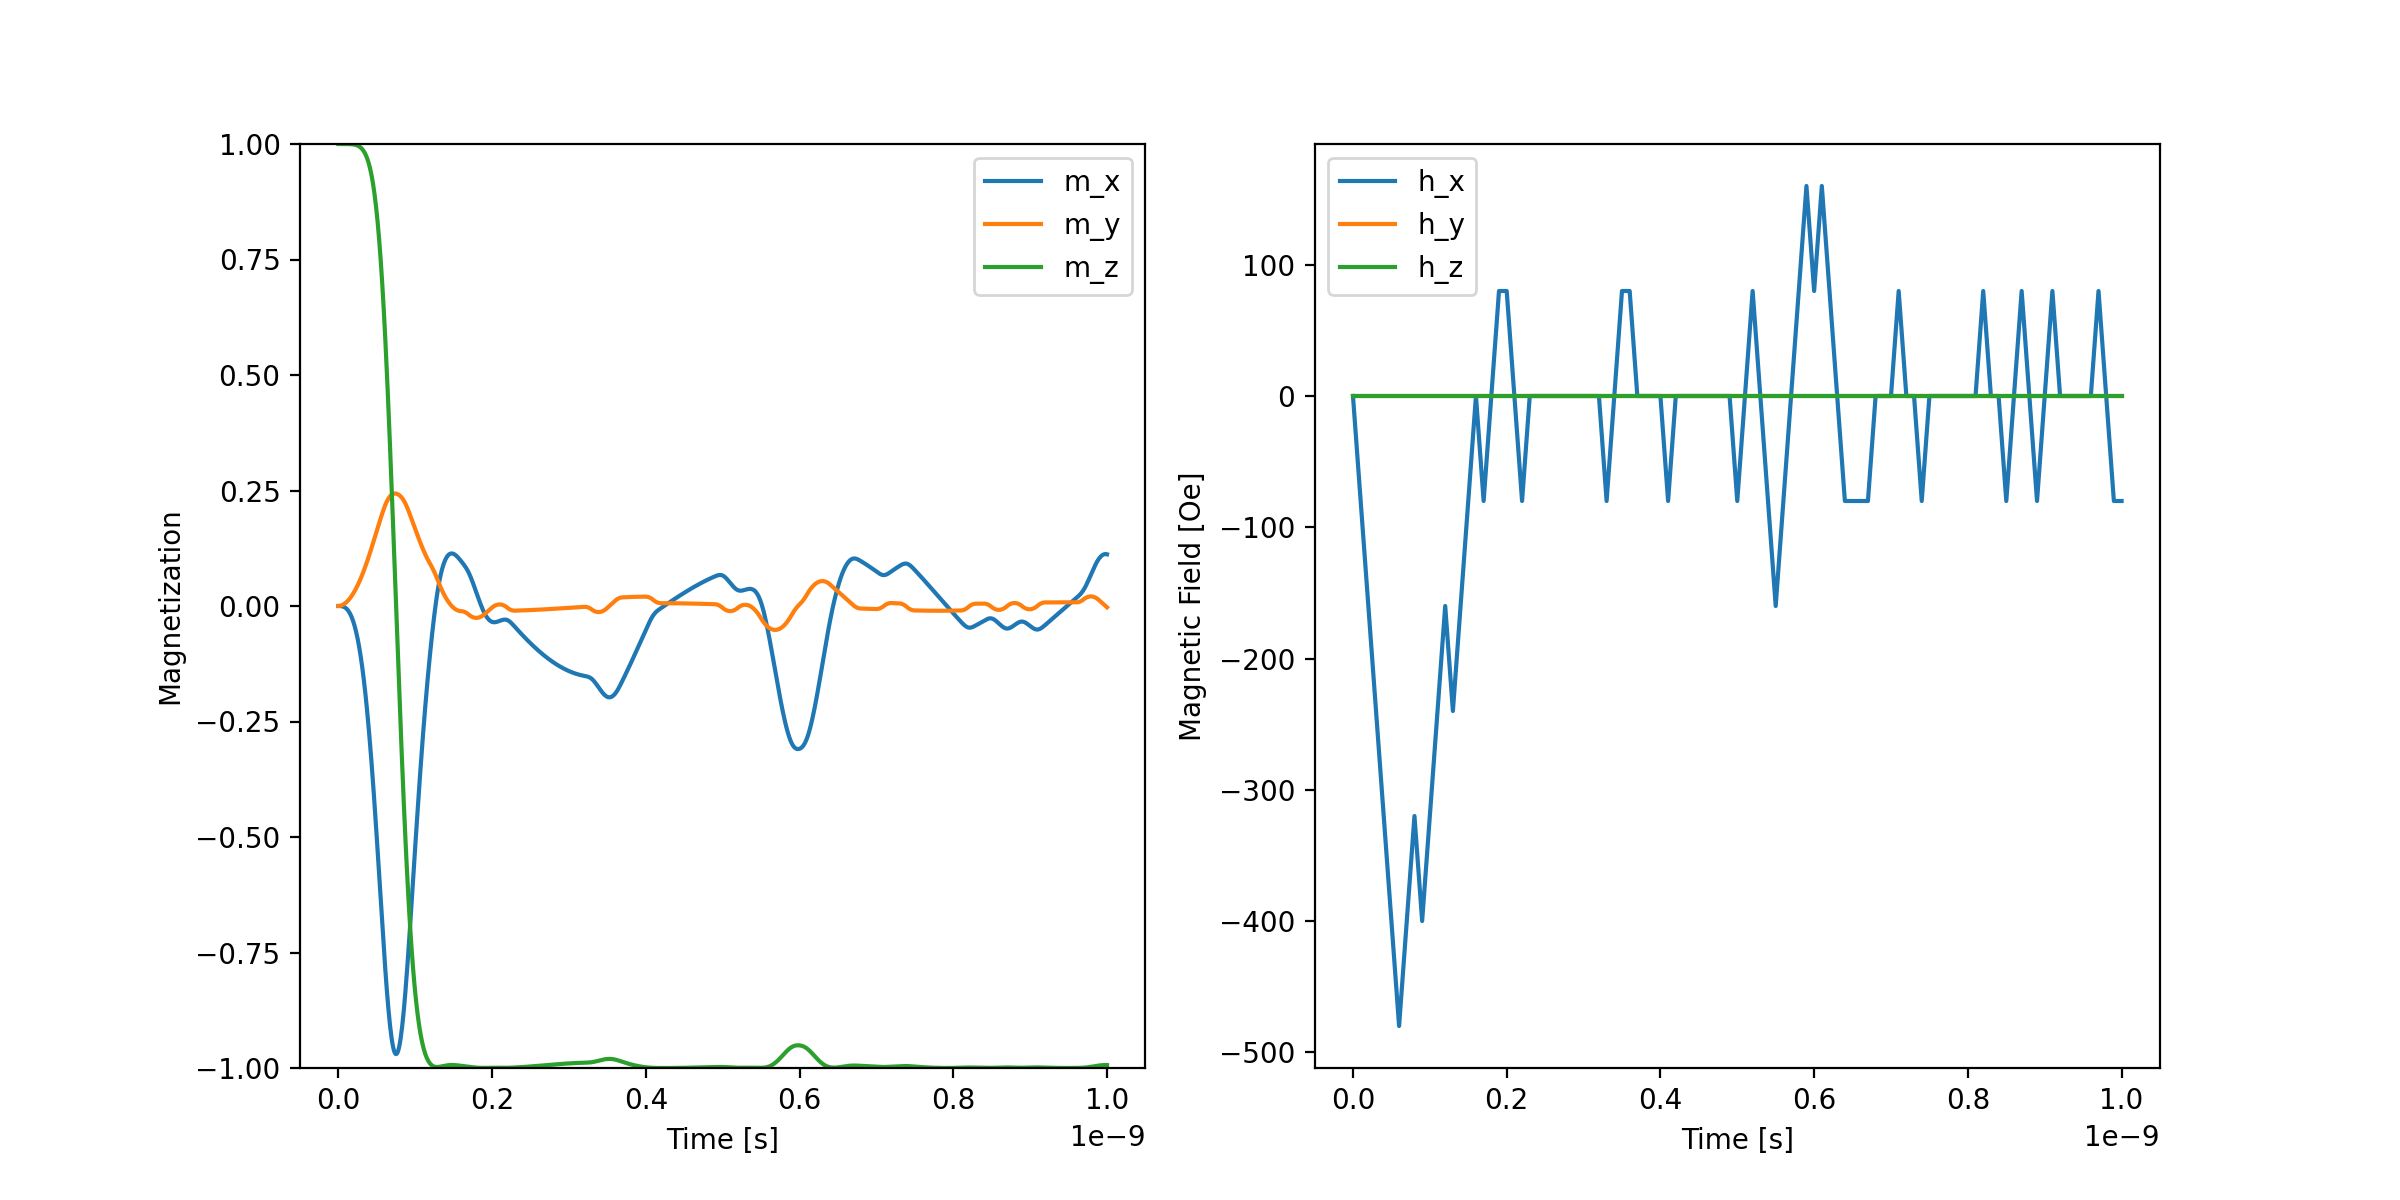 1.00
0.75
0.50
0.25
0.00
−0.25
−0.50
−0.75
−1.00
Magnetization
m_x
m_y
m_z
0.0 0.2 0.4 0.6 0.8 1.0
1e−9
Time [s]
100
0
−100
−200
−300
−400
−500
Magnetic Field [Oe]
h_x
h_y
h_z
0.0 0.2 0.4 0.6 0.8 1.0
1e−9
Time [s]